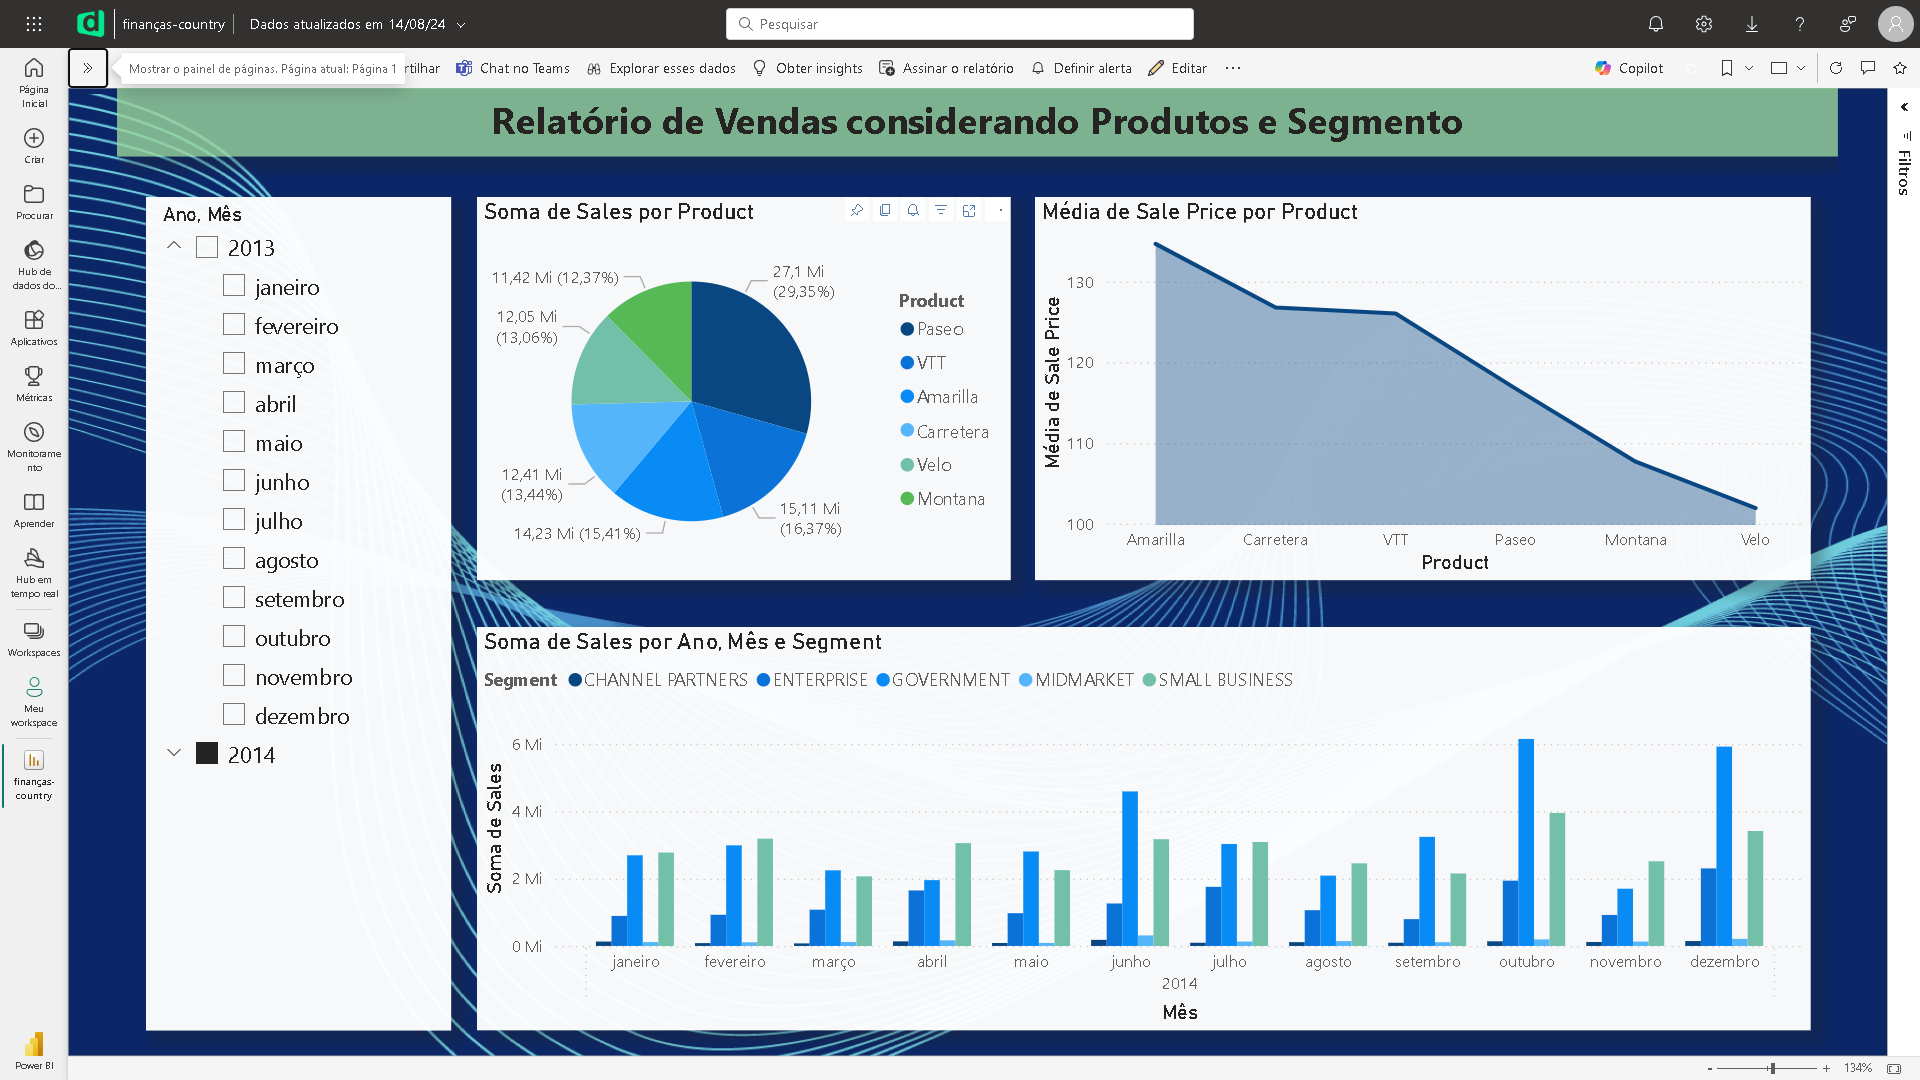 finanças-country
Dados atualizados em 14/08/24
Pesquisar
Mostrar o painel de páginas. Página atual: Página 1
rtilhar
Chat no Teams
Explorar esses dados
Obter insights
Assinar o relatório
Definir alerta
Editar
Copilot
Página
Inicial
Criar
Procurar
Hub de
dados do...
Aplicativos
Métricas
Monitorame
nto
Aprender
Hub em
tempo real
Workspaces
Meu
workspace
finanças-
country
Power BI
Relatório de Vendas considerando Produtos e Segmento
Filtros
Ano, Mês
2013
janeiro
fevereiro
março
abril
maio
junho
julho
agosto
setembro
outubro
novembro
dezembro
2014
Soma de Sales por Product
11,42 Mi (12,37%)
27,1 Mi
(29,35%)
12,05 Mi
(13,06%)
12,41 Mi
(13,44%)
14,23 Mi (15,41%)
15,11 Mi
(16,37%)
Product
Paseo
VTT
Amarilla
Carretera
Velo
Montana
Média de Sale Price por Product
Média de Sale Price
130
120
110
100
Amarilla Carretera VTT Paseo Montana Velo
Product
Soma de Sales por Ano, Mês e Segment
Segment CHANNEL PARTNERS ENTERPRISE GOVERNMENT MIDMARKET SMALL BUSINESS
Soma de Sales
6 Mi
4 Mi
2 Mi
0 Mi
janeiro fevereiro março abril maio junho julho agosto setembro outubro novembro dezembro
2014
Mês
- + 134%